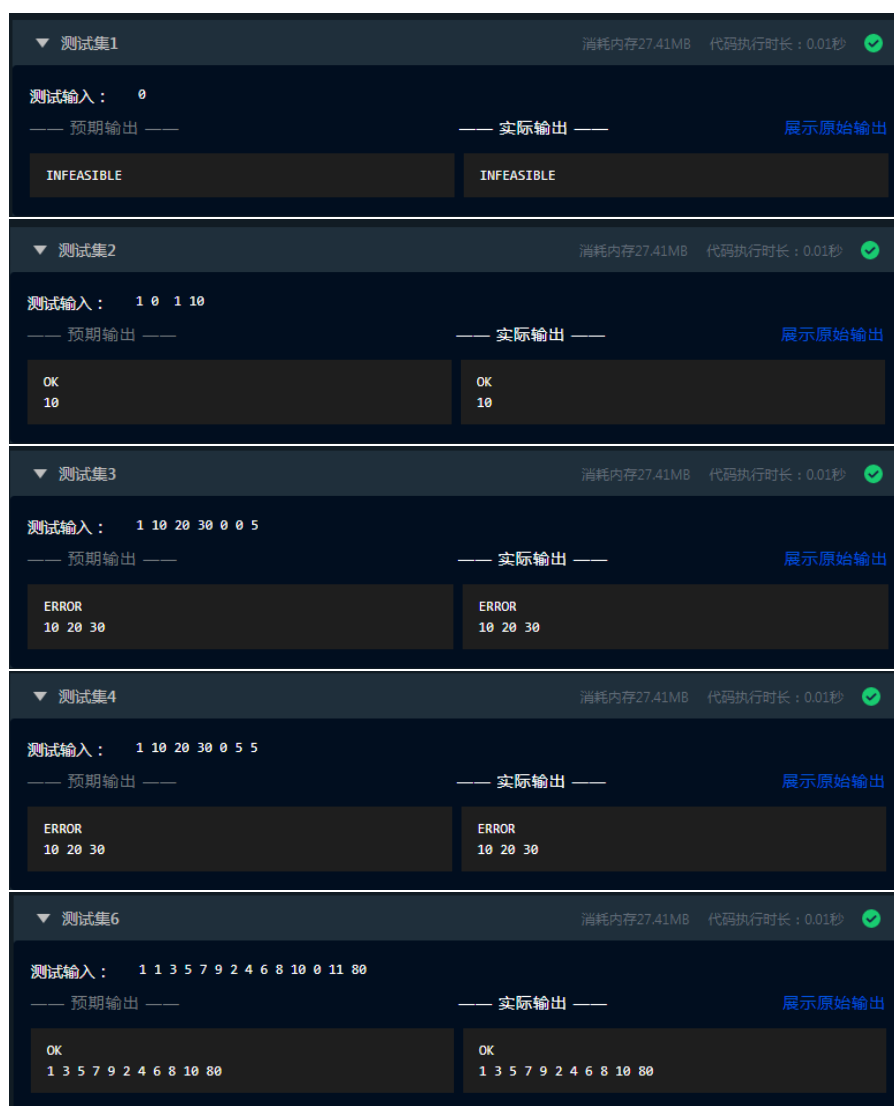 ▼ 测试集1 消耗内存27.41MB 代码执行时长：0.01秒
测试输入： 0
—— 预期输出 —— —— 实际输出 —— 展示原始输出
INFEASIBLE INFEASIBLE
▼ 测试集2 消耗内存27.41MB 代码执行时长：0.01秒
测试输入： 1 0  1 10
—— 预期输出 —— —— 实际输出 —— 展示原始输出
OK OK
10 10
▼ 测试集3 消耗内存27.41MB 代码执行时长：0.01秒
测试输入： 1 10 20 30 0 0 5
—— 预期输出 —— —— 实际输出 —— 展示原始输出
ERROR ERROR
10 20 30 10 20 30
▼ 测试集4 消耗内存27.41MB 代码执行时长：0.01秒
测试输入： 1 10 20 30 0 5 5
—— 预期输出 —— —— 实际输出 —— 展示原始输出
ERROR ERROR
10 20 30 10 20 30
▼ 测试集6 消耗内存27.41MB 代码执行时长：0.01秒
测试输入： 1 1 3 5 7 9 2 4 6 8 10 0 11 80
—— 预期输出 —— —— 实际输出 —— 展示原始输出
OK OK
1 3 5 7 9 2 4 6 8 10 80 1 3 5 7 9 2 4 6 8 10 80